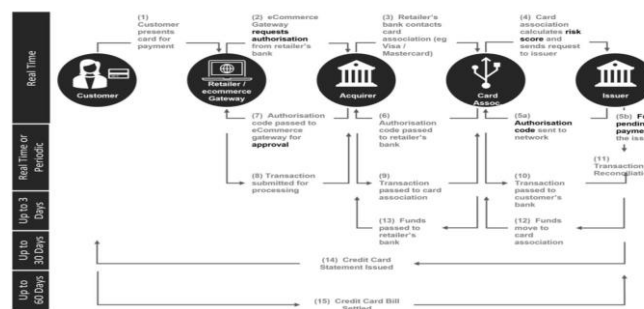 (1)
Customer
presents
card for
payment
(2) eCommerce
Gateway
requests
authorisation
from retailer's
bank
(3) Retailer's
bank contacts
card
association (eg
Visa /
Mastercard)
(4) Card
association
calculates risk
score and
sends request
to issuer
Real Time
Customer
Retailer /
ecommerce
Gateway
Acquirer
Card
Assoc
Issuer
(7) Authorisation
code passed to
eCommerce
gateway for
approval
(6)
Authorisation
code passed
to retailer's
bank
(5a)
Authorisation
code sent to
network
(5b)
pending
payment
the
Real Time or
Periodic
(8) Transaction
submitted for
processing
(9)
Transaction
passed to card
association
(10)
Transaction
passed to
customer's
bank
(11)
Transaction
Up to 3
Days
(13) Funds
passed to
retailer's
bank
(12) Funds
move to
card
association
Up to
30 Days
(14) Credit Card
Statement Issued
Up to
60 Days
(15) Credit Card Bill
Settled